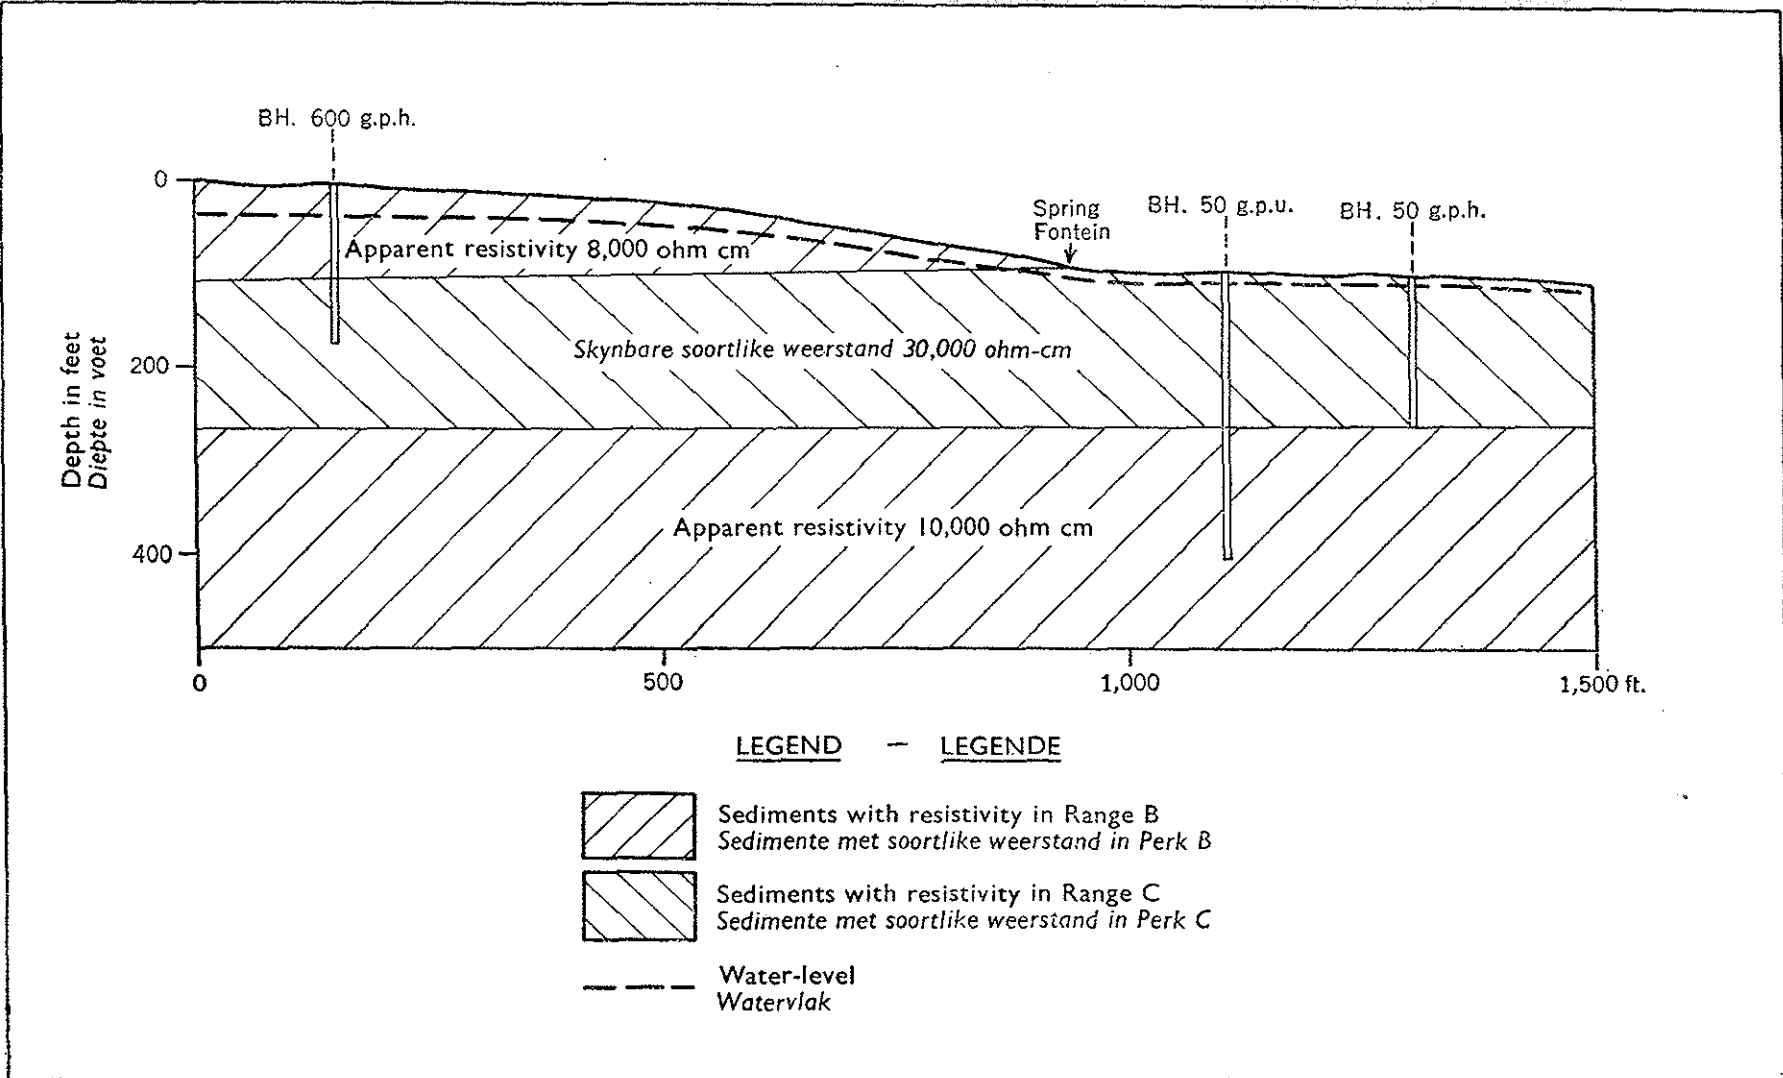 BH. 600 g.p.h.
0
Spring
Fontein
BH. 50 g.p.u.
BH. 50 g.p.h.
Apparent resistivity 8,000 ohm cm
Skynbare soortlike weerstand 30,000 ohm-cm
200
Depth in feet
Diepte in voet
Apparent resistivity 10,000 ohm cm
400
0
500
1,000
1,500 ft.
LEGEND – LEGENDE
Sediments with resistivity in Range B
Sedimente met soortlike weerstand in Perk B
Sediments with resistivity in Range C
Sedimente met soortlike weerstand in Perk C
Water-level
Watervlak